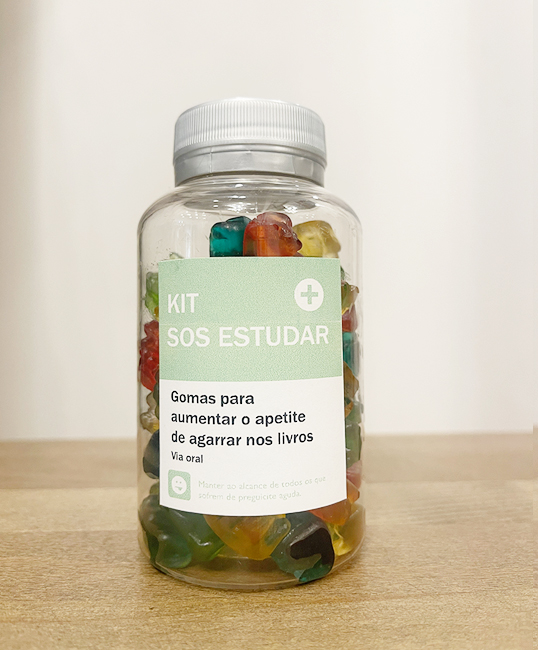 KIT
SOS ESTUDAR
Gomas para
aumentar o apetite
de agarrar nos livros
Via oral
Manter ao alcance de todos os que
sofrem de preguicite aguda.